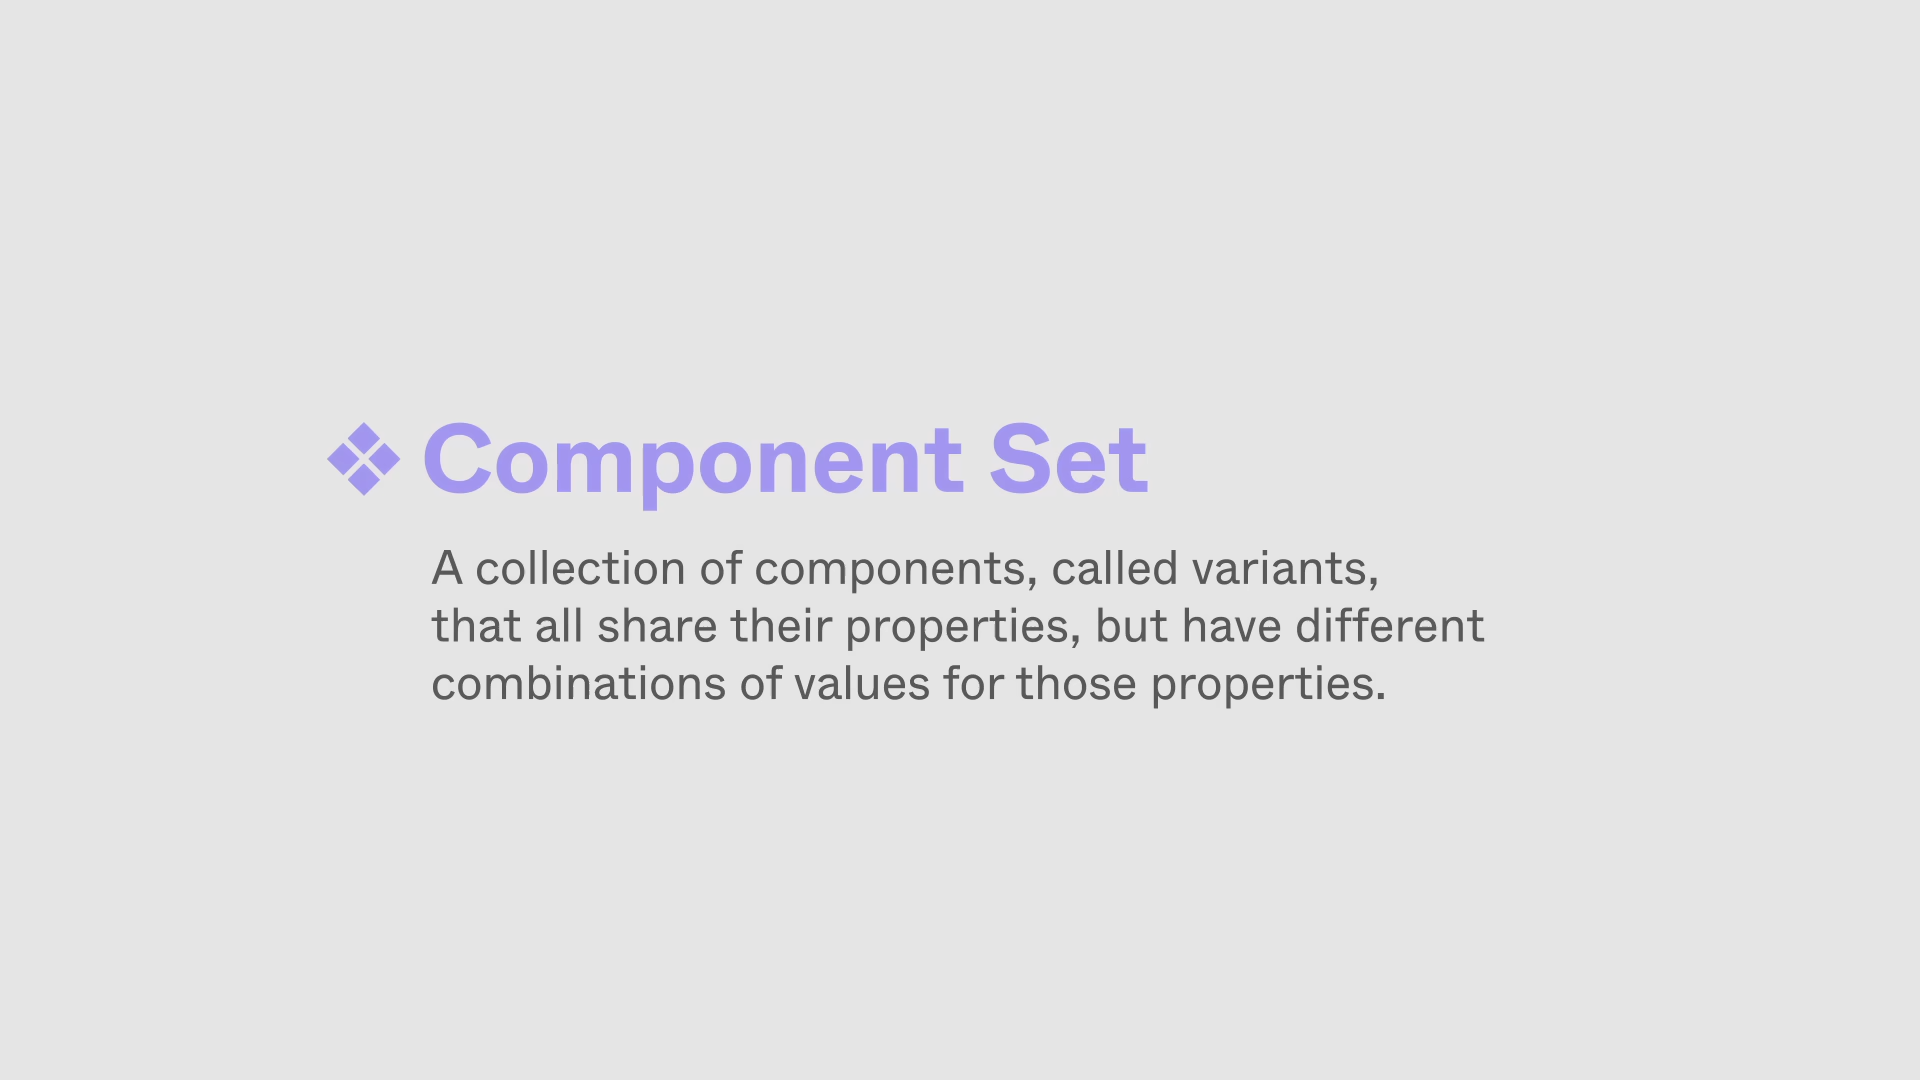 Component Set
A collection of components, called variants,
that all share their properties, but have different
combinations of values for those properties.